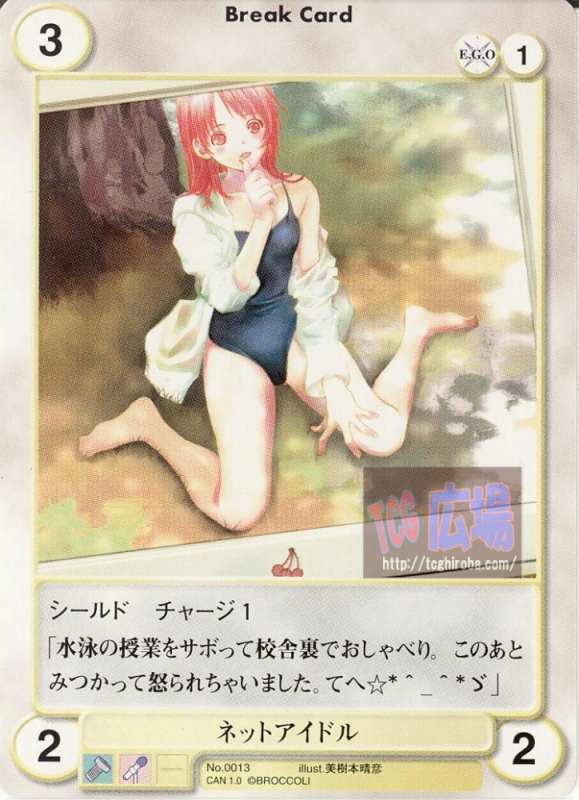 Break Card
3
E.G.O
1
TCG 広場
http://tcghiroba.com/
シールド　チャージ1
「水泳の授業をサボって校舎裏でおしゃべり。このあと
みつかって怒られちゃいました。てへ☆*＾_＾*ゞ」
ネットアイドル
2
2
No.0013
illust.美樹本晴彦
CAN 1.0 ©BROCCOLI